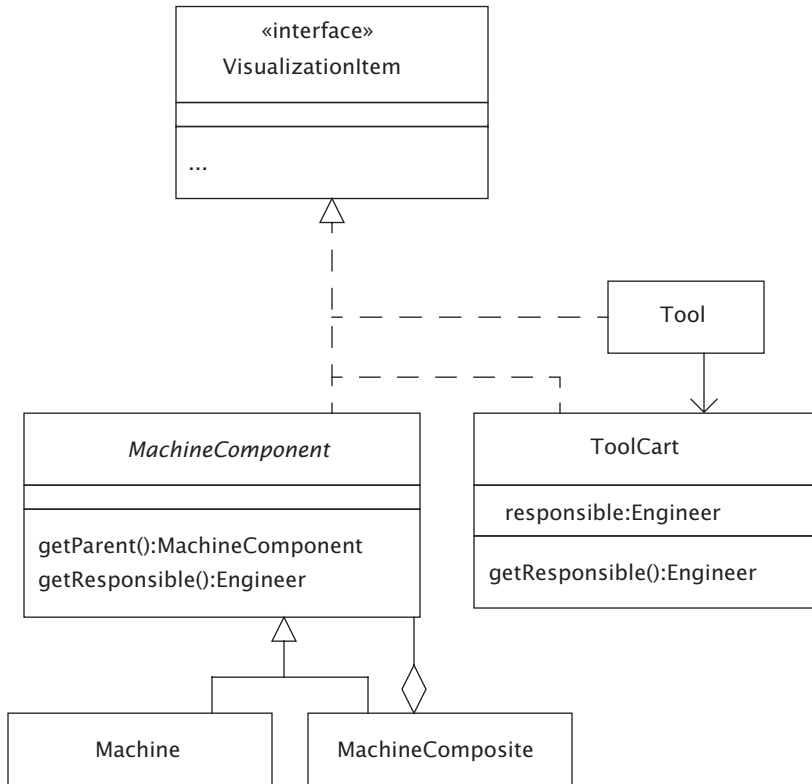 «interface»
VisualizationItem
...
Tool
MachineComponent
getParent():MachineComponent
getResponsible():Engineer
ToolCart
responsible:Engineer
getResponsible():Engineer
Machine
MachineComposite